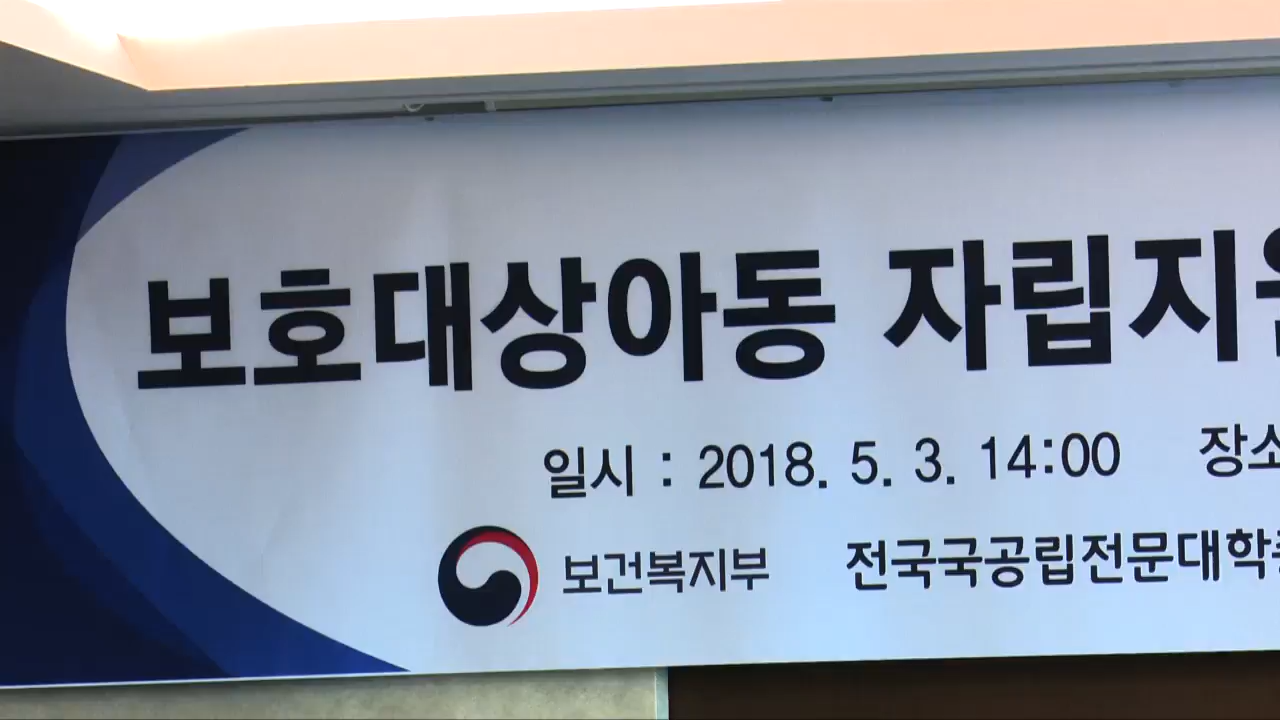 보호대상아동 자립지원
일시 : 2018. 5. 3. 14:00 장소
보건복지부 전국국공립전문대학